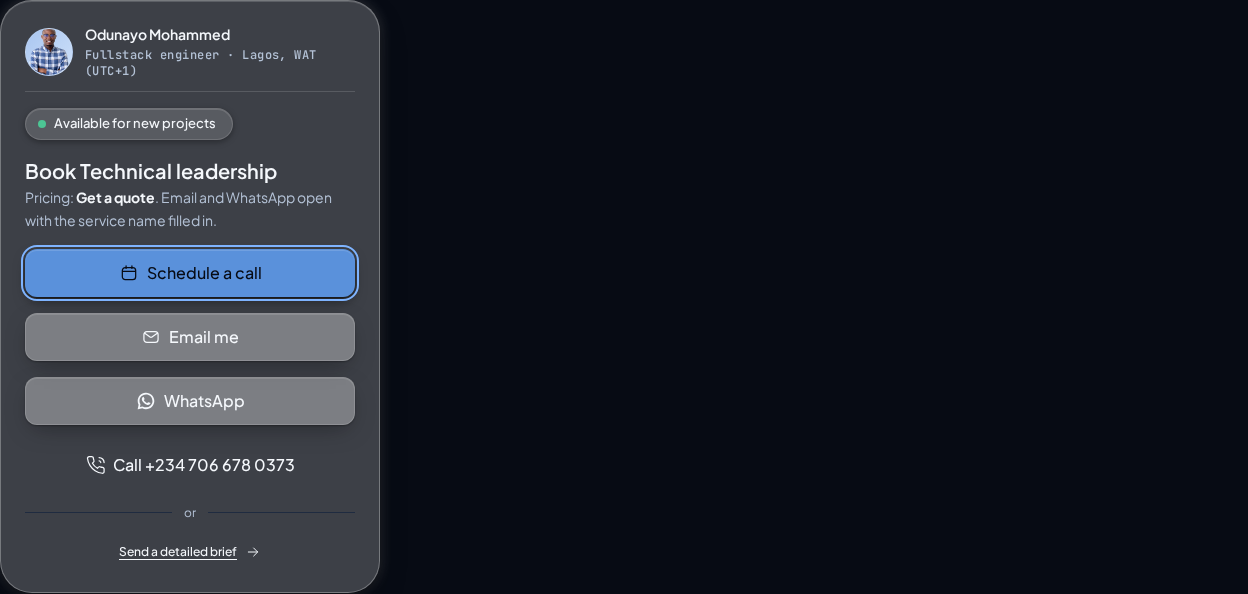 Odunayo Mohammed
Fullstack engineer · Lagos, WAT
(UTC+1)
Available for new projects
Book Technical leadership
Pricing: Get a quote. Email and WhatsApp open
with the service name filled in.
Schedule a call
Email me
WhatsApp
Call +234 706 678 0373
or
Send a detailed brief